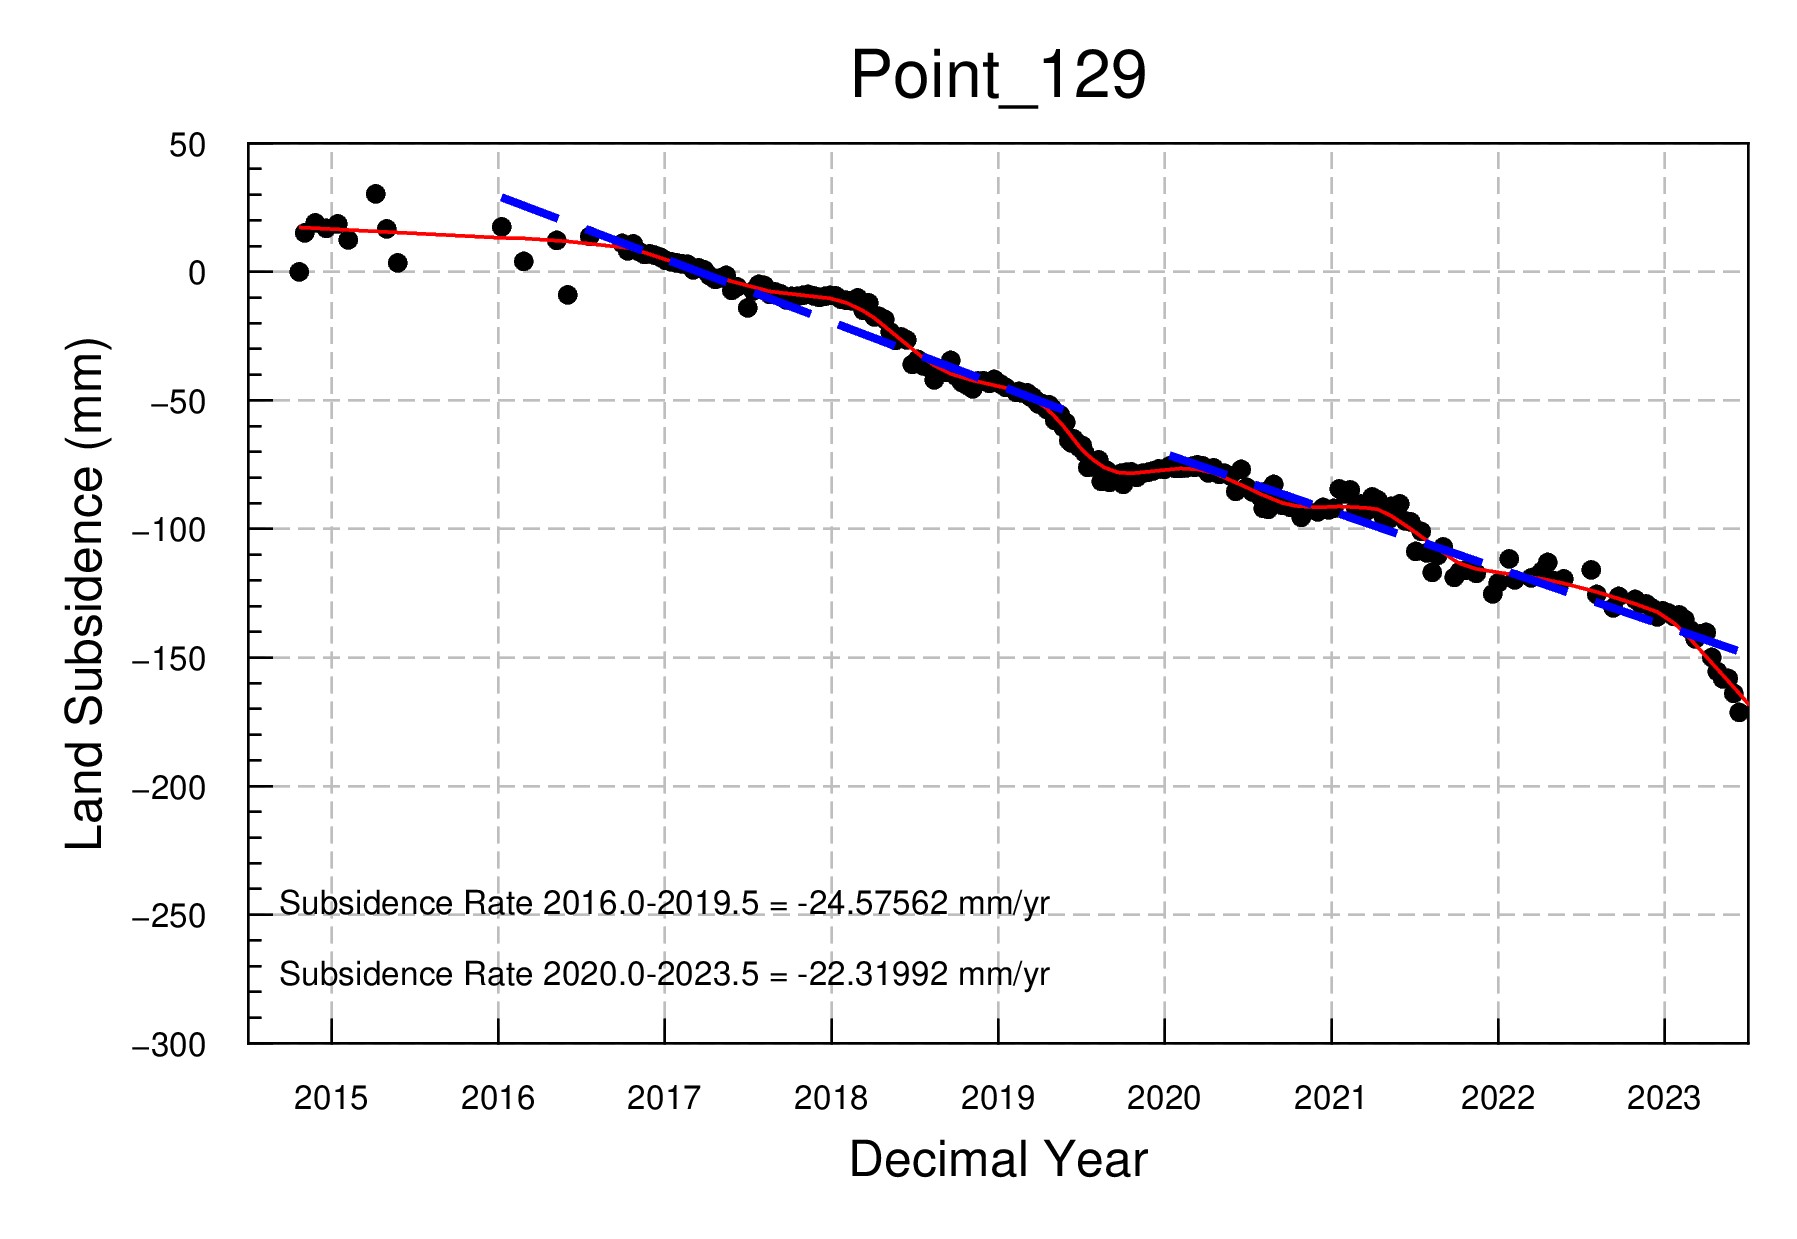 Point_129
50
0
−50
−100
−150
−200
−250
−300
Land Subsidence (mm)
Subsidence Rate 2016.0-2019.5 = -24.57562 mm/yr
Subsidence Rate 2020.0-2023.5 = -22.31992 mm/yr
2015 2016 2017 2018 2019 2020 2021 2022 2023
Decimal Year